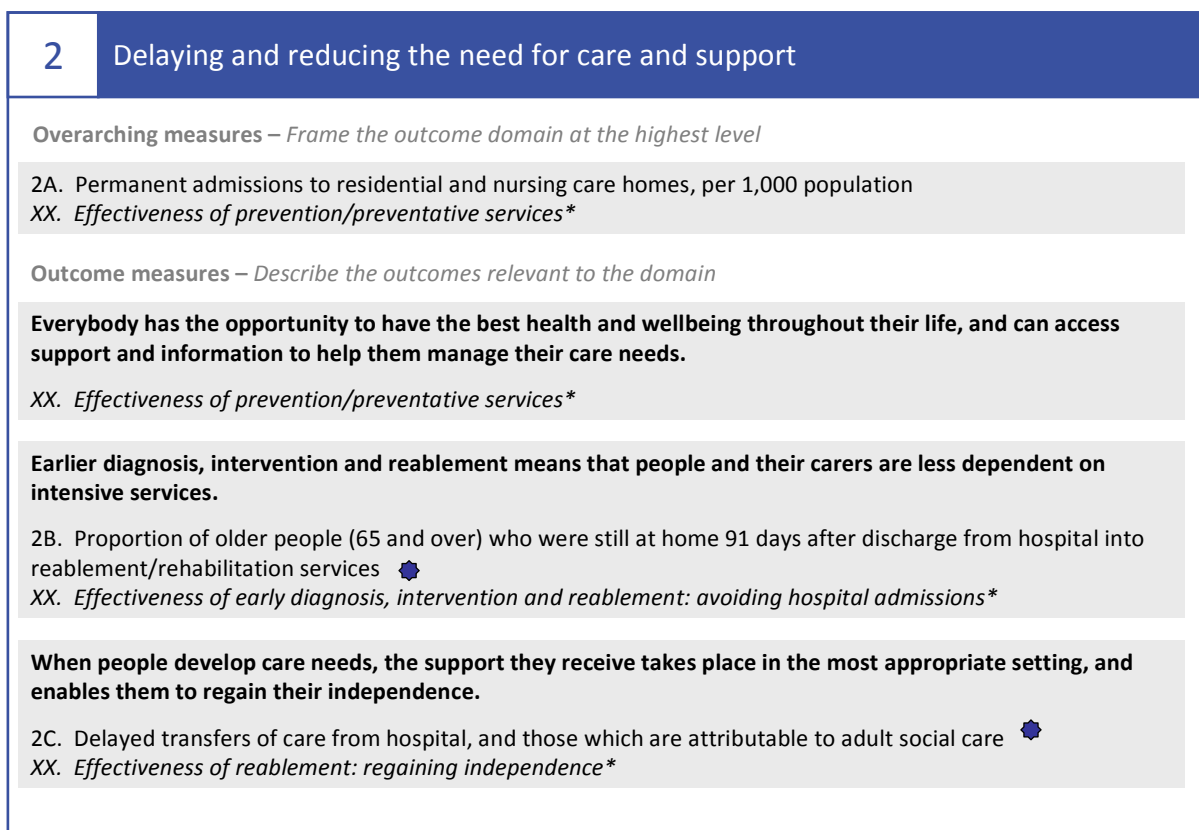 2
Delaying and reducing the need for care and support
Overarching measures – Frame the outcome domain at the highest level
2A. Permanent admissions to residential and nursing care homes, per 1,000 population
XX. Effectiveness of prevention/preventative services*
Outcome measures – Describe the outcomes relevant to the domain
Everybody has the opportunity to have the best health and wellbeing throughout their life, and can access
support and information to help them manage their care needs.
XX. Effectiveness of prevention/preventative services*
Earlier diagnosis, intervention and reablement means that people and their carers are less dependent on
intensive services.
2B. Proportion of older people (65 and over) who were still at home 91 days after discharge from hospital into
reablement/rehabilitation services
XX. Effectiveness of early diagnosis, intervention and reablement: avoiding hospital admissions*
When people develop care needs, the support they receive takes place in the most appropriate setting, and
enables them to regain their independence.
2C. Delayed transfers of care from hospital, and those which are attributable to adult social care
XX. Effectiveness of reablement: regaining independence*